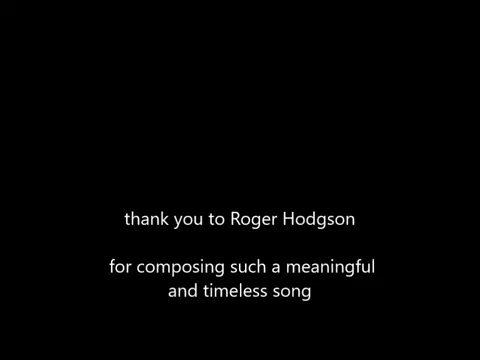 thank you to Roger Hodgson
for composing such a meaningful
and timeless song